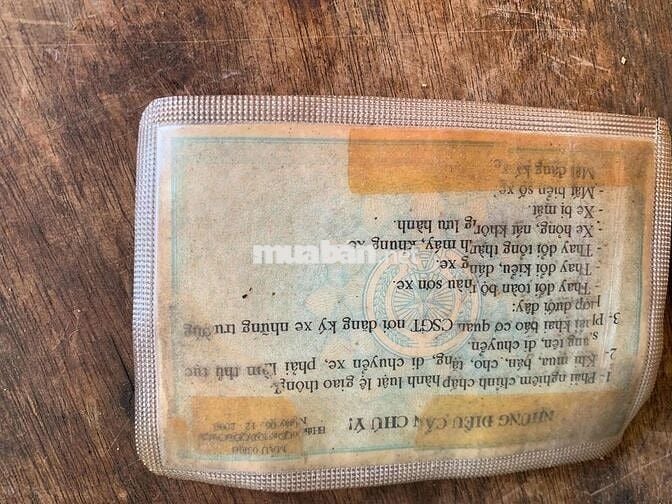 NHỮNG ĐIỀU CẦN CHÚ Ý!
1- Phải nghiêm chỉnh chấp hành luật lệ giao thông.
2- Khi mua, bán, cho, tặng, di chuyển xe, phải làm thủ tục
sang tên, di chuyển.
3- Phải khai báo cơ quan CSGT nơi đăng ký xe những trường
hợp dưới đây:
- Thay đổi toàn bộ màu sơn xe.
- Thay đổi kiểu, dáng xe.
- Thay đổi tổng thành máy, khung xe
- Xe hỏng, nát không lưu hành.
- Xe bị mất.
- Mất biển số xe
Mất đăng ký xe.
muaban.net